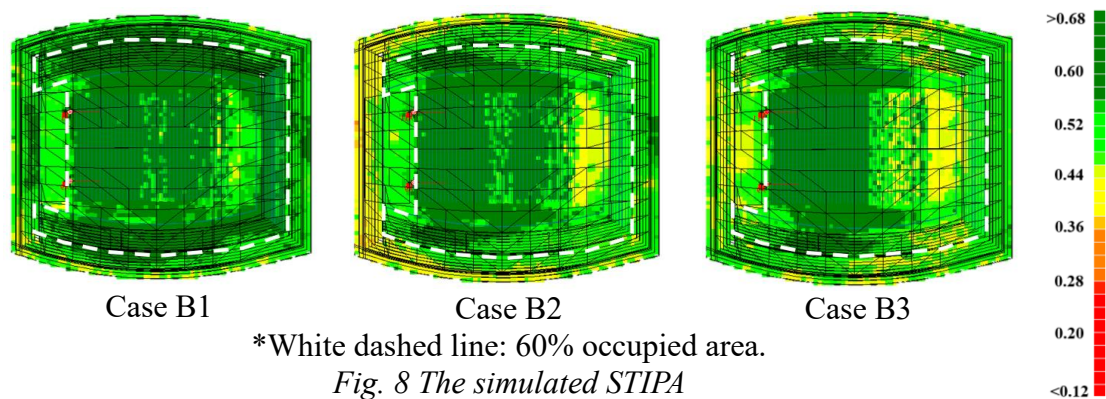 Case B1
Case B2
Case B3
*White dashed line: 60% occupied area.
Fig. 8 The simulated STIPA
>0.68
0.60
0.52
0.44
0.36
0.28
0.20
<0.12